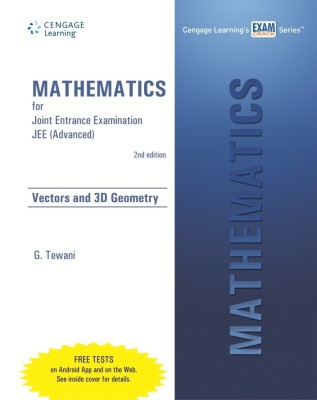 CENGAGE
Learning®
Cengage Learning's EXAM CRACK Series™
MATHEMATICS
for
Joint Entrance Examination
JEE (Advanced)
2nd edition
Vectors and 3D Geometry
G. Tewani
MATHEMATICS
FREE TESTS
on Android App and on the Web.
See inside cover for details.